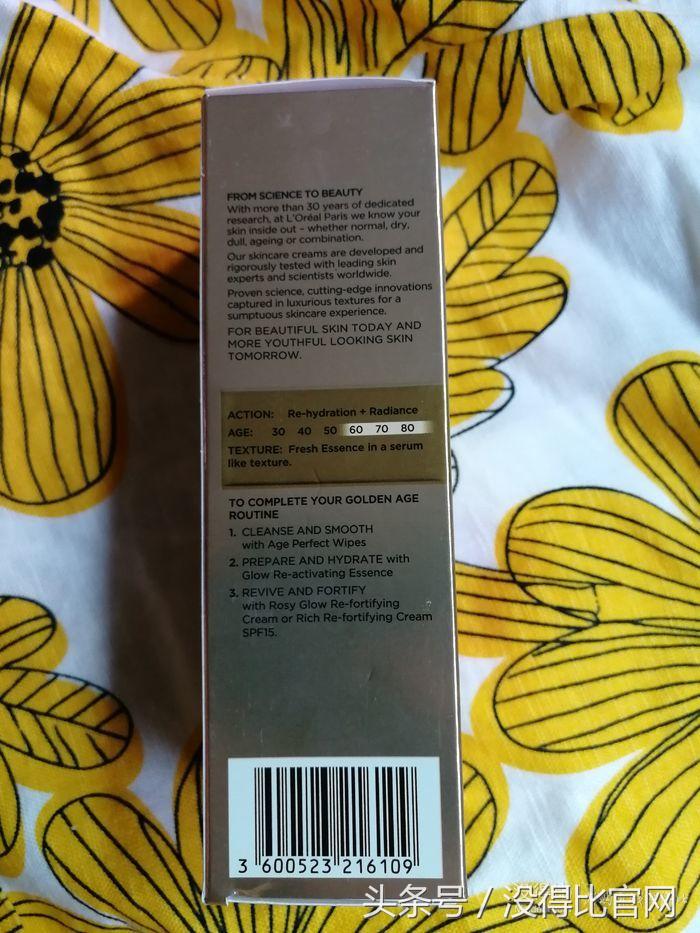 FROM SCIENCE TO BEAUTY
With more than 30 years of dedicated
research, at L'Oréal Paris we know your
skin inside out – whether normal, dry,
dull, ageing or combination.
Our skincare creams are developed and
rigorously tested with leading skin
experts and scientists worldwide.
Proven science, cutting-edge innovations
captured in luxurious textures for a
sumptuous skincare experience.
FOR BEAUTIFUL SKIN TODAY AND
MORE YOUTHFUL LOOKING SKIN
TOMORROW.
ACTION: Re-hydration + Radiance
AGE: 30 40 50 60 70 80
TEXTURE: Fresh Essence in a serum
like texture.
TO COMPLETE YOUR GOLDEN AGE
ROUTINE
1. CLEANSE AND SMOOTH
with Age Perfect Wipes
2. PREPARE AND HYDRATE with
Glow Re-activating Essence
3. REVIVE AND FORTIFY
with Rosy Glow Re-fortifying
Cream or Rich Re-fortifying Cream
SPF15.
3 600523 216109
头条号 / 没得比官网